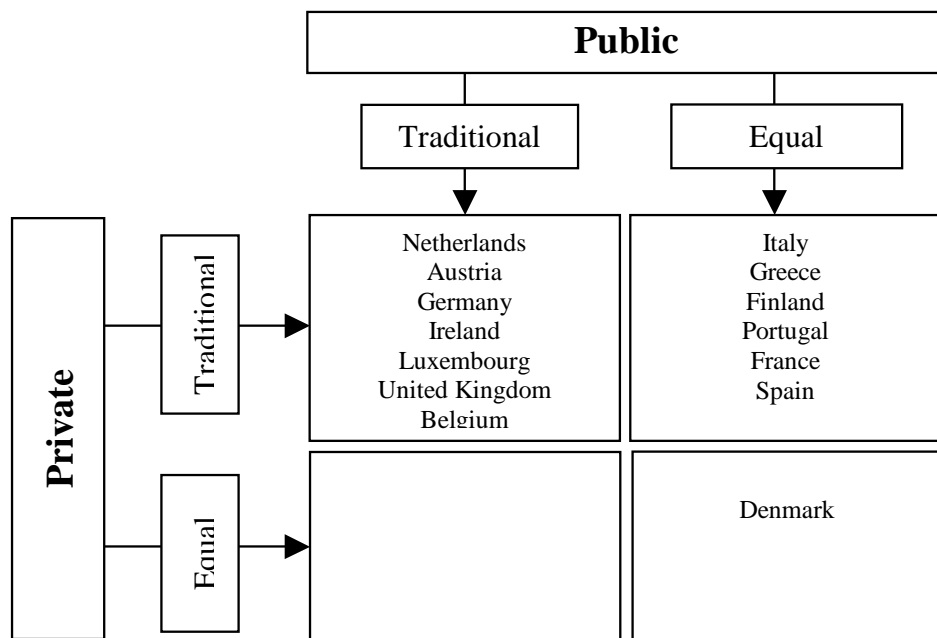 Public
Traditional
Equal
Private
Traditional
Netherlands
Austria
Germany
Ireland
Luxembourg
United Kingdom
Belgium
Italy
Greece
Finland
Portugal
France
Spain
Equal
Denmark